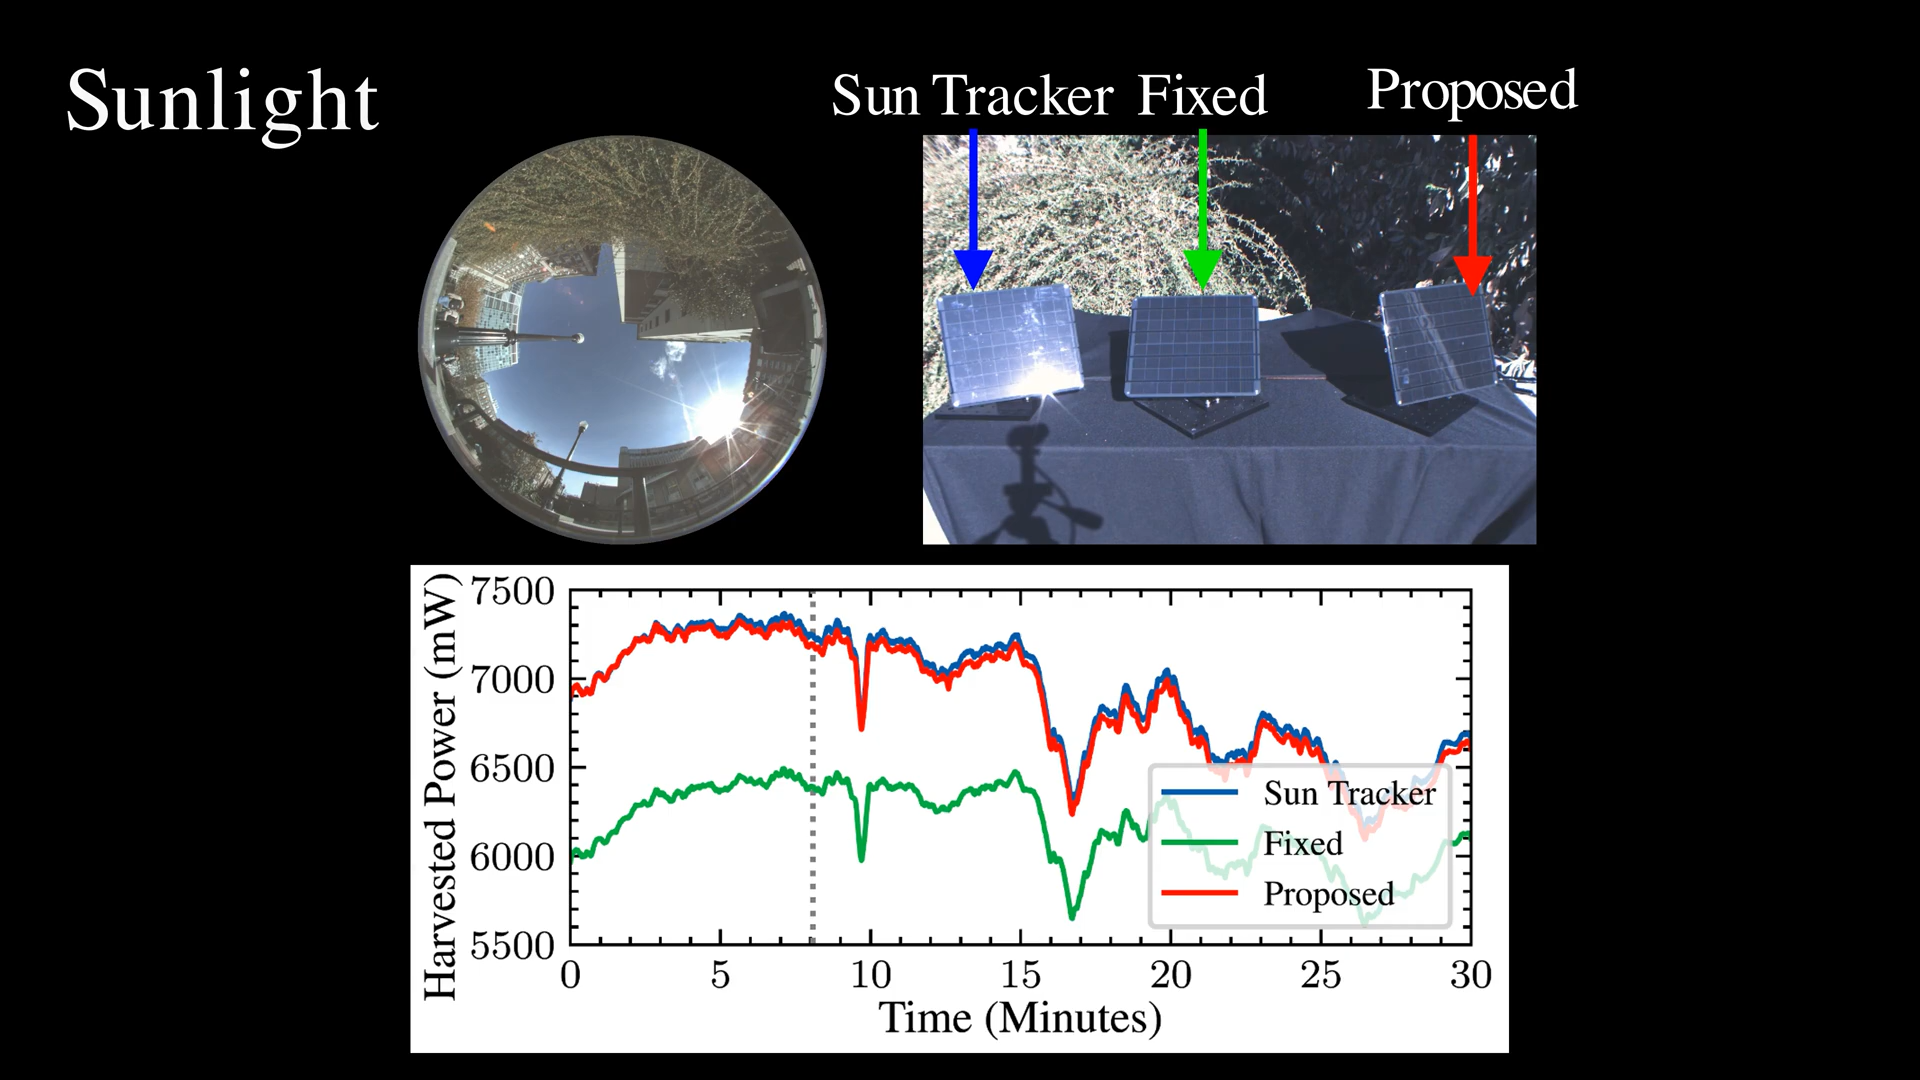 Sunlight
Sun Tracker Fixed Proposed
Harvested Power (mW)
7500
7000
6500
6000
5500
0 5 10 15 20 25 30
Time (Minutes)
Sun Tracker
Fixed
Proposed